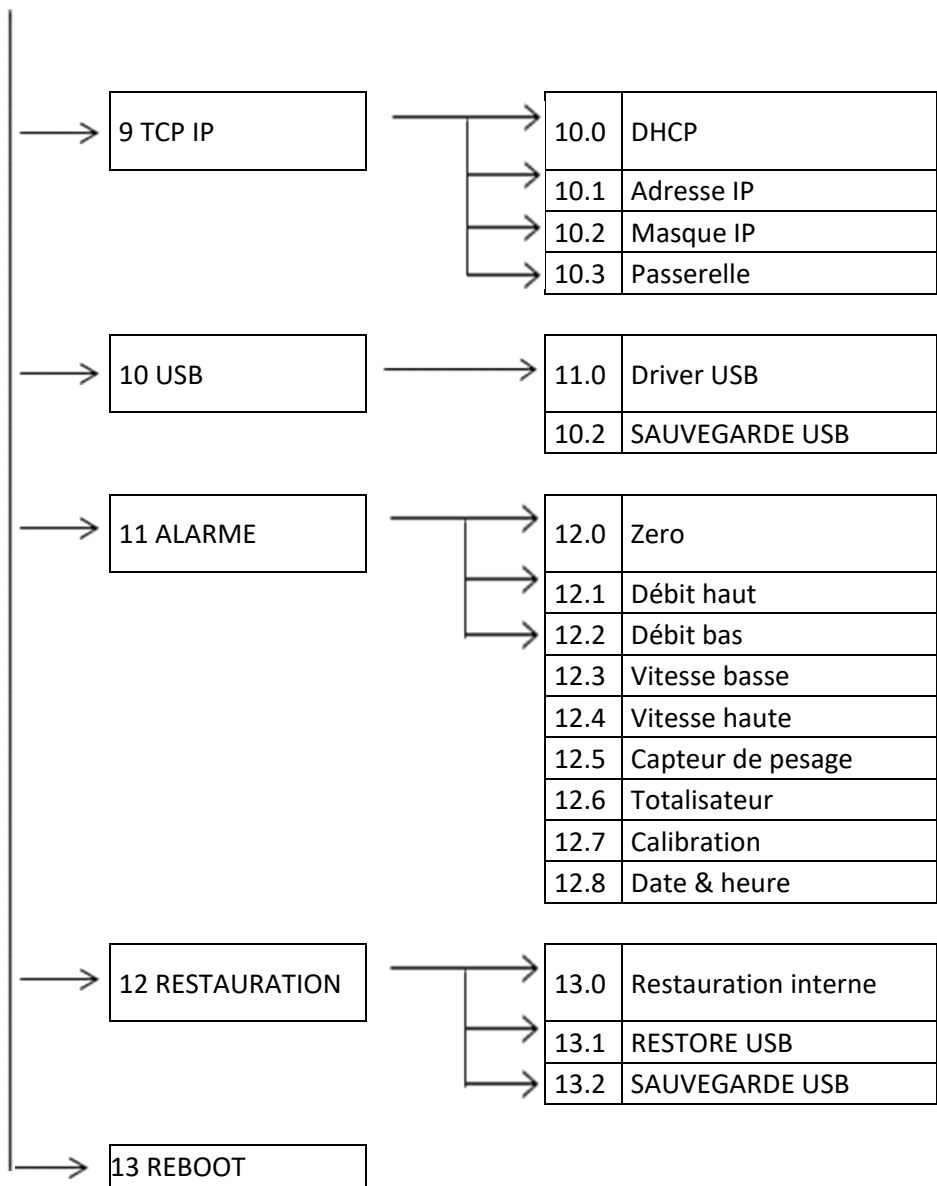 9 TCP IP
10.0 DHCP
10.1 Adresse IP
10.2 Masque IP
10.3 Passerelle
10 USB
11.0 Driver USB
10.2 SAUVEGARDE USB
11 ALARME
12.0 Zero
12.1 Débit haut
12.2 Débit bas
12.3 Vitesse basse
12.4 Vitesse haute
12.5 Capteur de pesage
12.6 Totalisateur
12.7 Calibration
12.8 Date & heure
12 RESTAURATION
13.0 Restauration interne
13.1 RESTORE USB
13.2 SAUVEGARDE USB
13 REBOOT